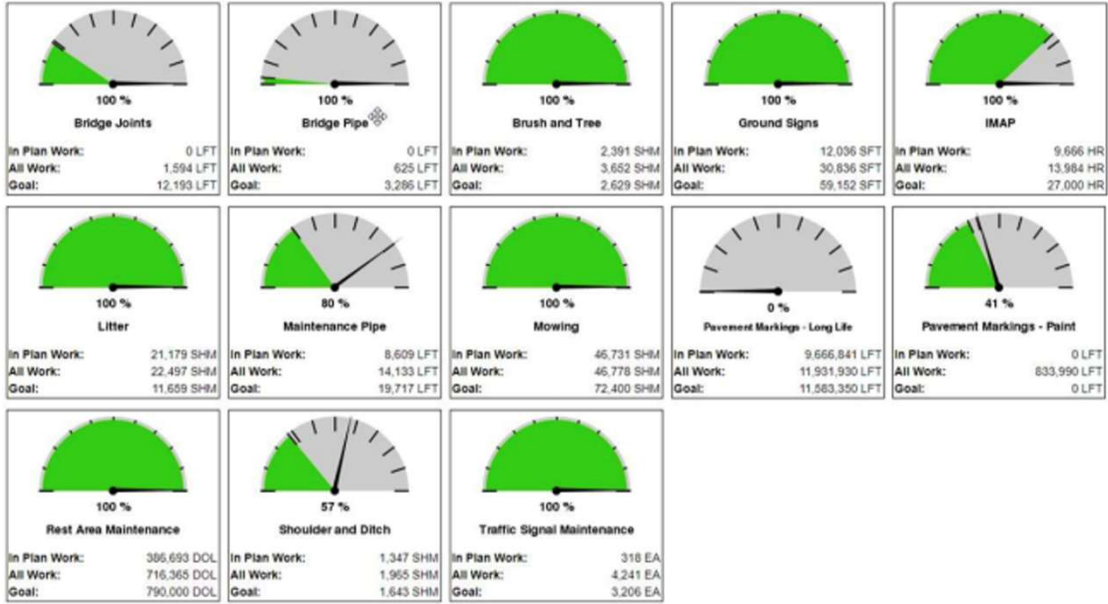 100 %
Bridge Joints
In Plan Work: 0 LFT
All Work: 1,594 LFT
Goal: 12,193 LFT
100 %
Bridge Pipe
In Plan Work: 0 LFT
All Work: 625 LFT
Goal: 3,286 LFT
100 %
Brush and Tree
In Plan Work: 2,391 SHM
All Work: 3,652 SHM
Goal: 2,629 SHM
100 %
Ground Signs
In Plan Work: 12,036 SFT
All Work: 30,836 SFT
Goal: 59,152 SFT
100 %
IMAP
In Plan Work: 9,666 HR
All Work: 13,984 HR
Goal: 27,000 HR
100 %
Litter
In Plan Work: 21,179 SHM
All Work: 22,497 SHM
Goal: 11,659 SHM
80 %
Maintenance Pipe
In Plan Work: 8,609 LFT
All Work: 14,133 LFT
Goal: 19,717 LFT
100 %
Mowing
In Plan Work: 46,731 SHM
All Work: 46,778 SHM
Goal: 72,400 SHM
0 %
Pavement Markings - Long Life
In Plan Work: 9,666,841 LFT
All Work: 11,931,930 LFT
Goal: 11,583,350 LFT
41 %
Pavement Markings - Paint
In Plan Work: 0 LFT
All Work: 833,990 LFT
Goal: 0 LFT
100 %
Rest Area Maintenance
In Plan Work: 386,693 DOL
All Work: 716,365 DOL
Goal: 790,000 DOL
57 %
Shoulder and Ditch
In Plan Work: 1,347 SHM
All Work: 1,965 SHM
Goal: 1,643 SHM
100 %
Traffic Signal Maintenance
In Plan Work: 318 EA
All Work: 4,241 EA
Goal: 3,206 EA